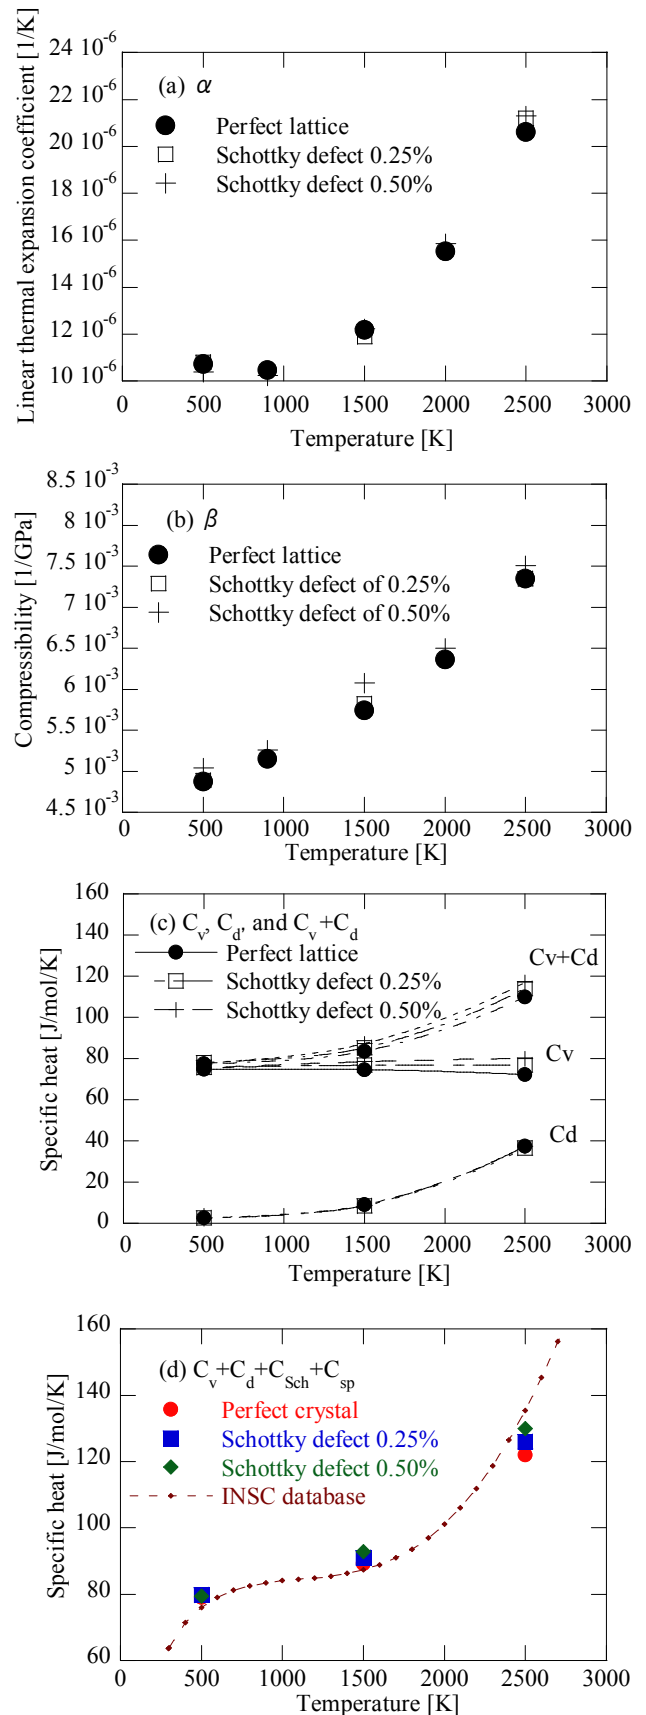 Linear thermal expansion coefficient [1/K]
24 10^-6
22 10^-6
20 10^-6
18 10^-6
16 10^-6
14 10^-6
12 10^-6
10 10^-6
(a) α
Perfect lattice
Schottky defect 0.25%
Schottky defect 0.50%
0 500 1000 1500 2000 2500 3000
Temperature [K]
Compressibility [1/GPa]
8.5 10^-3
8 10^-3
7.5 10^-3
7 10^-3
6.5 10^-3
6 10^-3
5.5 10^-3
5 10^-3
4.5 10^-3
(b) β
Perfect lattice
Schottky defect of 0.25%
Schottky defect of 0.50%
0 500 1000 1500 2000 2500 3000
Temperature [K]
Specific heat [J/mol/K]
160
140
120
100
80
60
40
20
0
(c) C_v, C_d, and C_v+C_d
Perfect lattice
Schottky defect 0.25%
Schottky defect 0.50%
Cv+Cd
Cv
Cd
0 500 1000 1500 2000 2500 3000
Temperature [K]
Specific heat [J/mol/K]
160
140
120
100
80
60
(d) C_v+C_d+C_Sch+C_sp
Perfect crystal
Schottky defect 0.25%
Schottky defect 0.50%
INSC database
0 500 1000 1500 2000 2500 3000
Temperature [K]